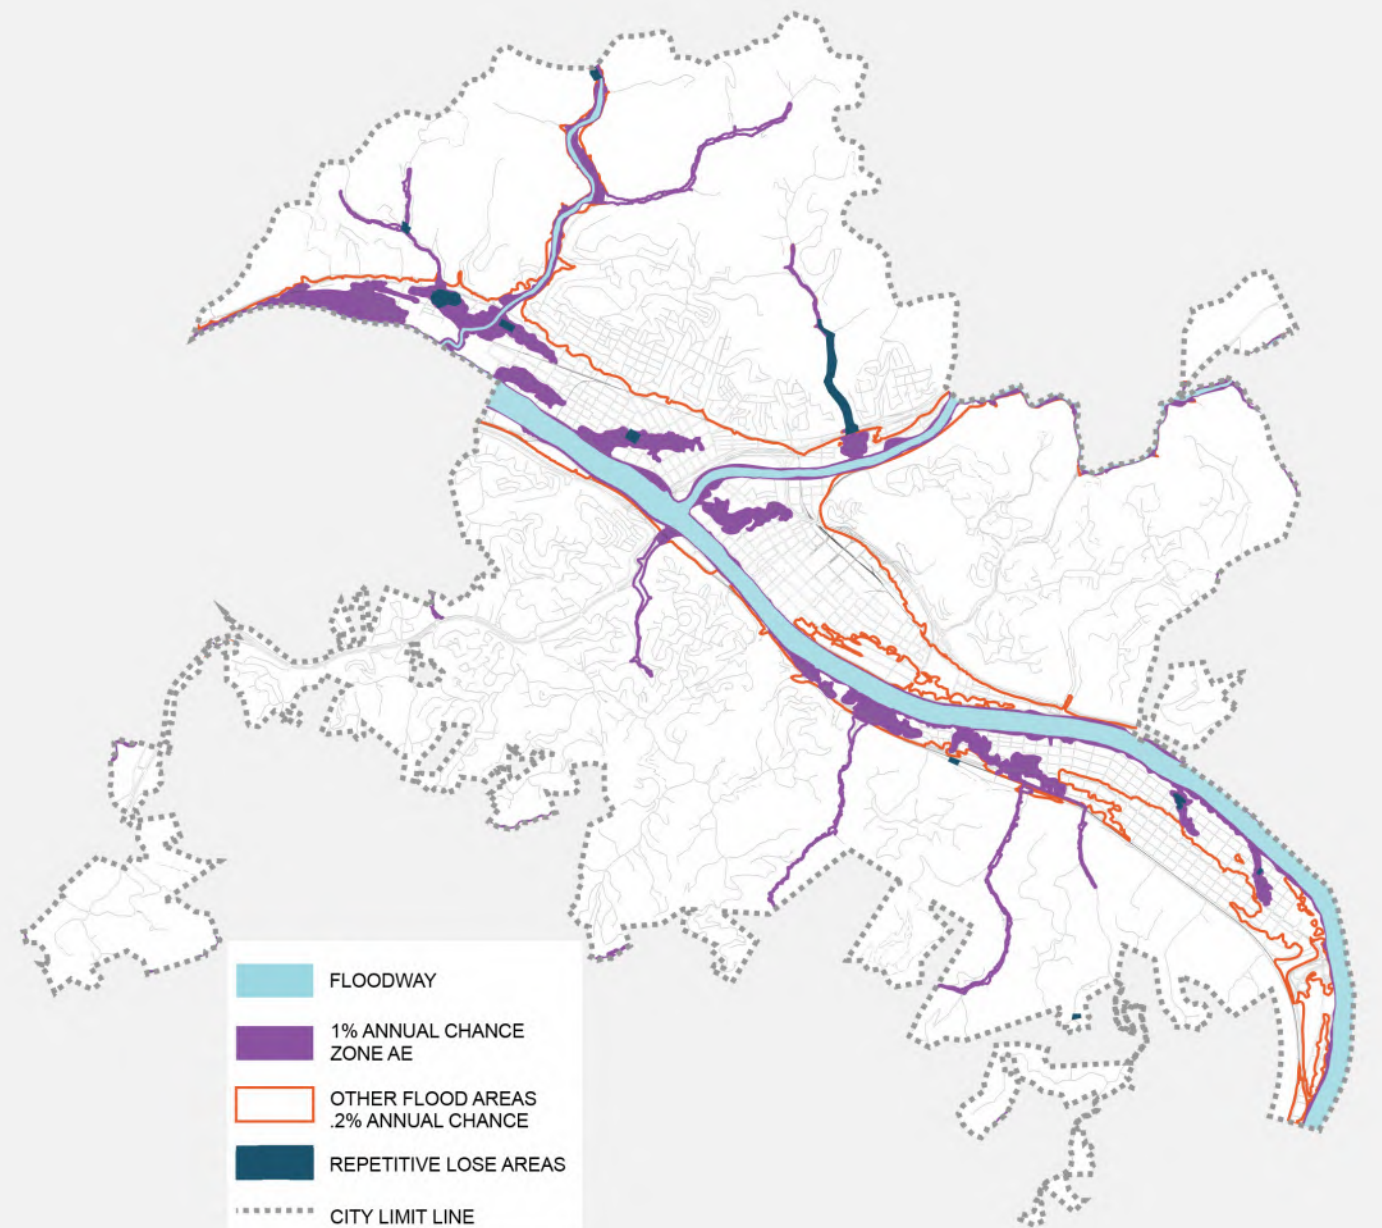 FLOODWAY
1% ANNUAL CHANCE
ZONE AE
OTHER FLOOD AREAS
.2% ANNUAL CHANCE
REPETITIVE LOSE AREAS
CITY LIMIT LINE